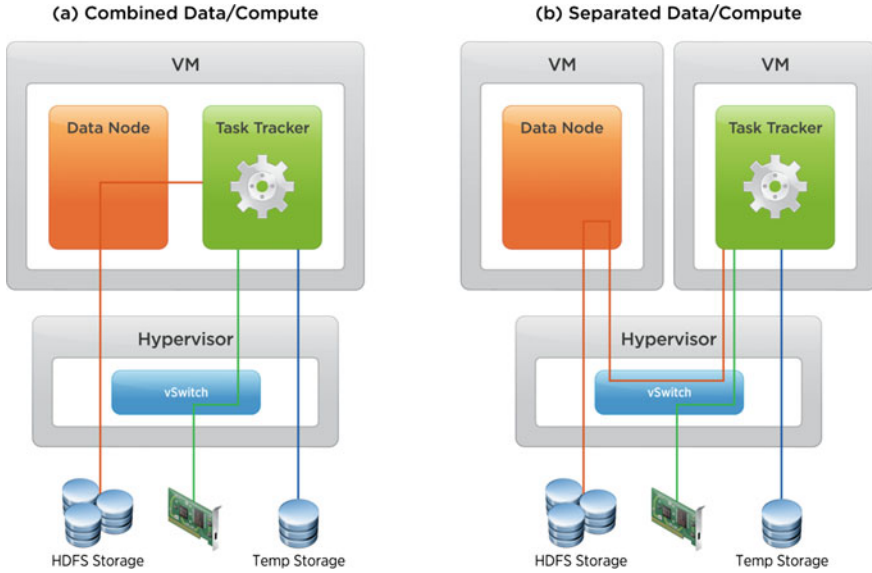 (a) Combined Data/Compute
(b) Separated Data/Compute
VM
VM
VM
Data Node
Task Tracker
Data Node
Task Tracker
Hypervisor
Hypervisor
vSwitch
vSwitch
HDFS Storage
Temp Storage
HDFS Storage
Temp Storage